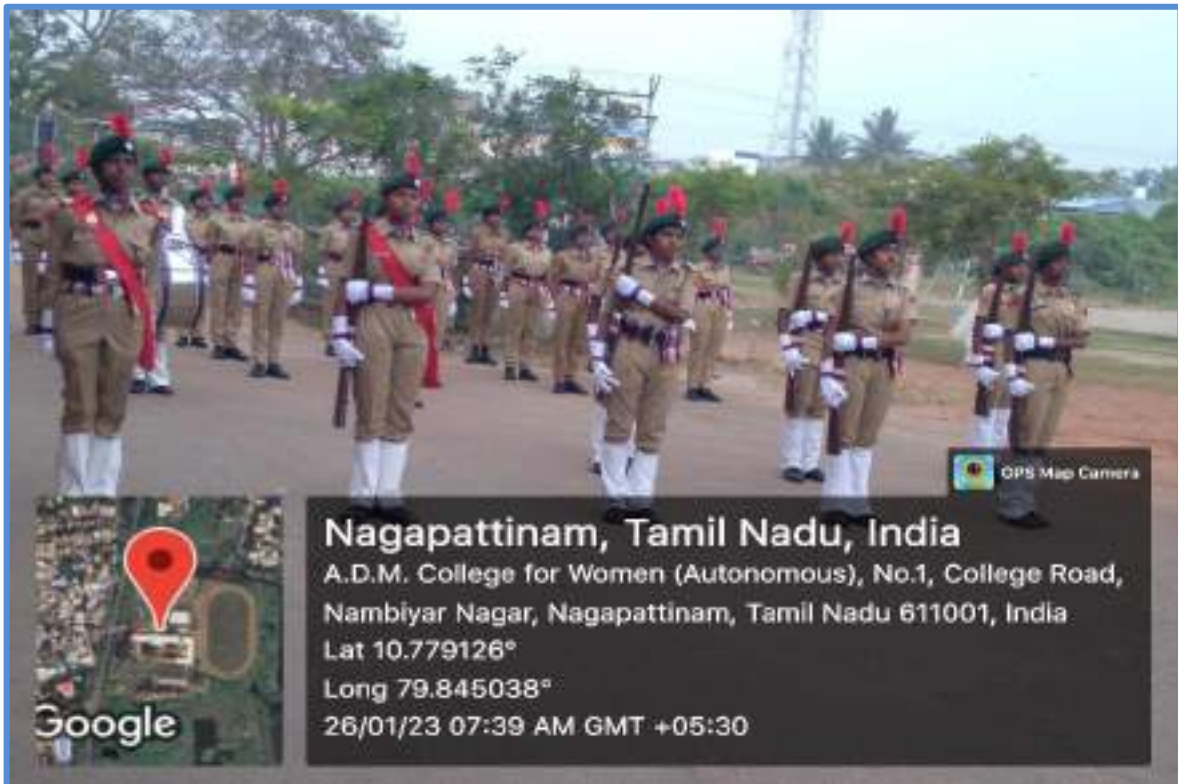 GPS Map Camera
Nagapattinam, Tamil Nadu, India
A.D.M. College for Women (Autonomous), No.1, College Road,
Nambiyar Nagar, Nagapattinam, Tamil Nadu 611001, India
Lat 10.779126°
Long 79.845038°
26/01/23 07:39 AM GMT +05:30
Google